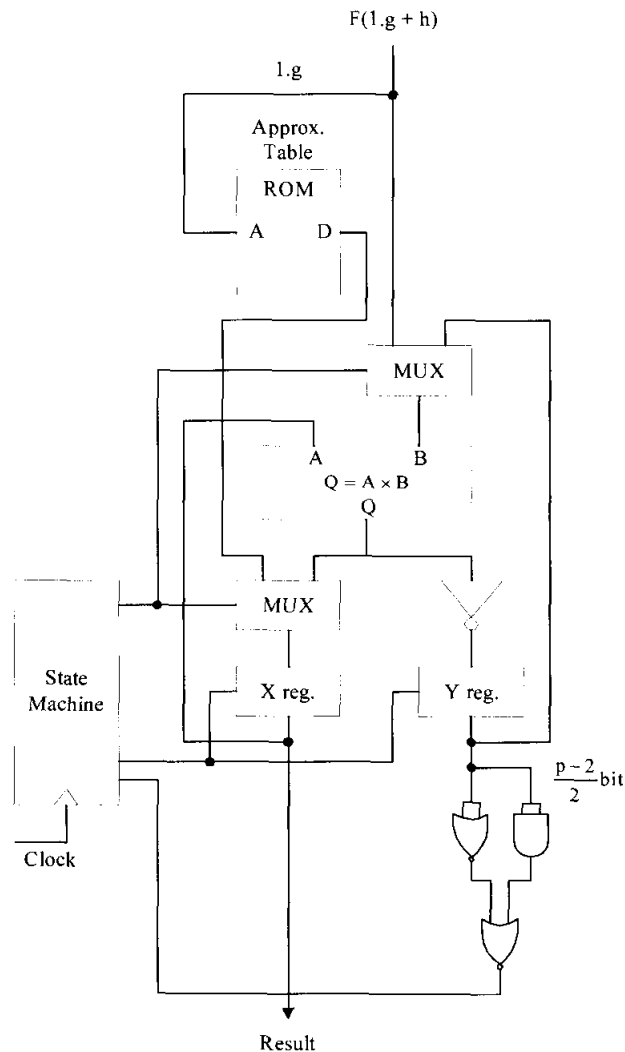 F(1.g + h)
1.g
Approx.
Table
ROM
A D
MUX
A B
Q = A × B
Q
MUX
State
Machine
X reg.
Y reg.
p - 2
2 bit
Clock
Result